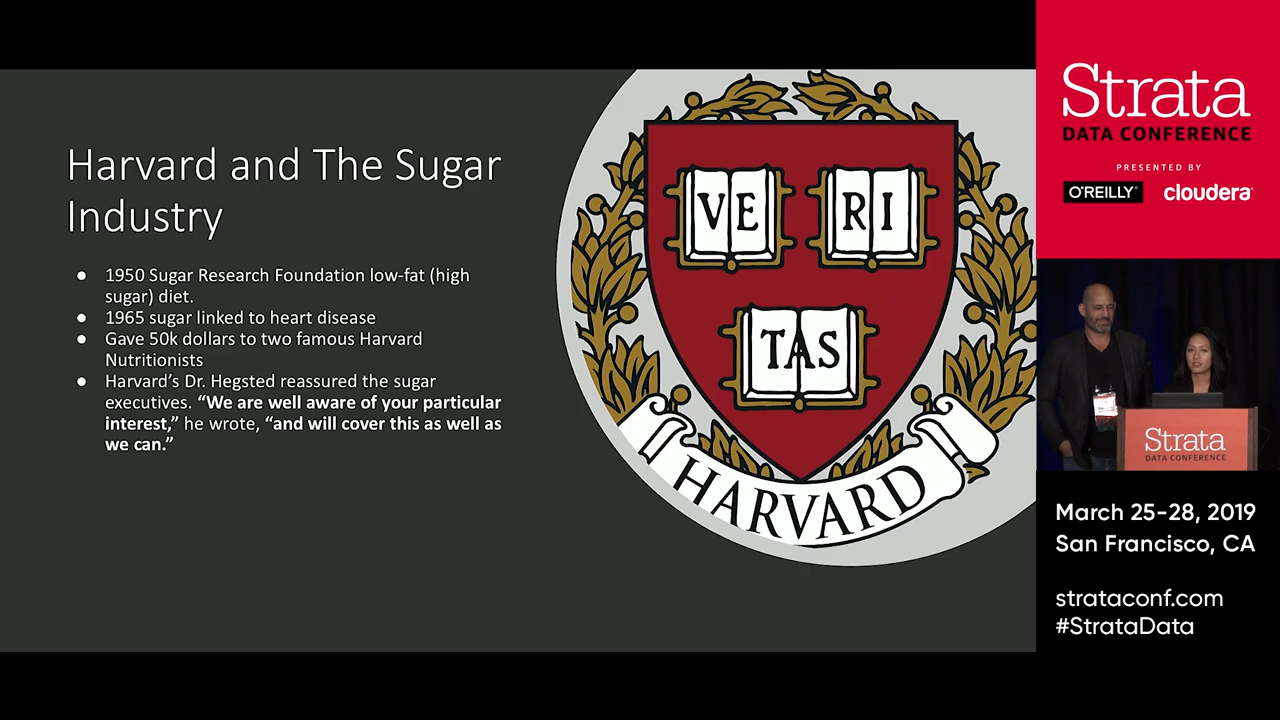 Harvard and The Sugar
Industry
● 1950 Sugar Research Foundation low-fat (high
sugar) diet.
● 1965 sugar linked to heart disease
● Gave 50k dollars to two famous Harvard
Nutritionists
● Harvard’s Dr. Hegsted reassured the sugar
executives. “We are well aware of your particular
interest,” he wrote, “and will cover this as well as
we can.”
VE RI
TAS
HARVARD
Strata
DATA CONFERENCE
PRESENTED BY
O'REILLY® cloudera®
Strata
DATA CONFERENCE
March 25-28, 2019
San Francisco, CA
strataconf.com
#StrataData